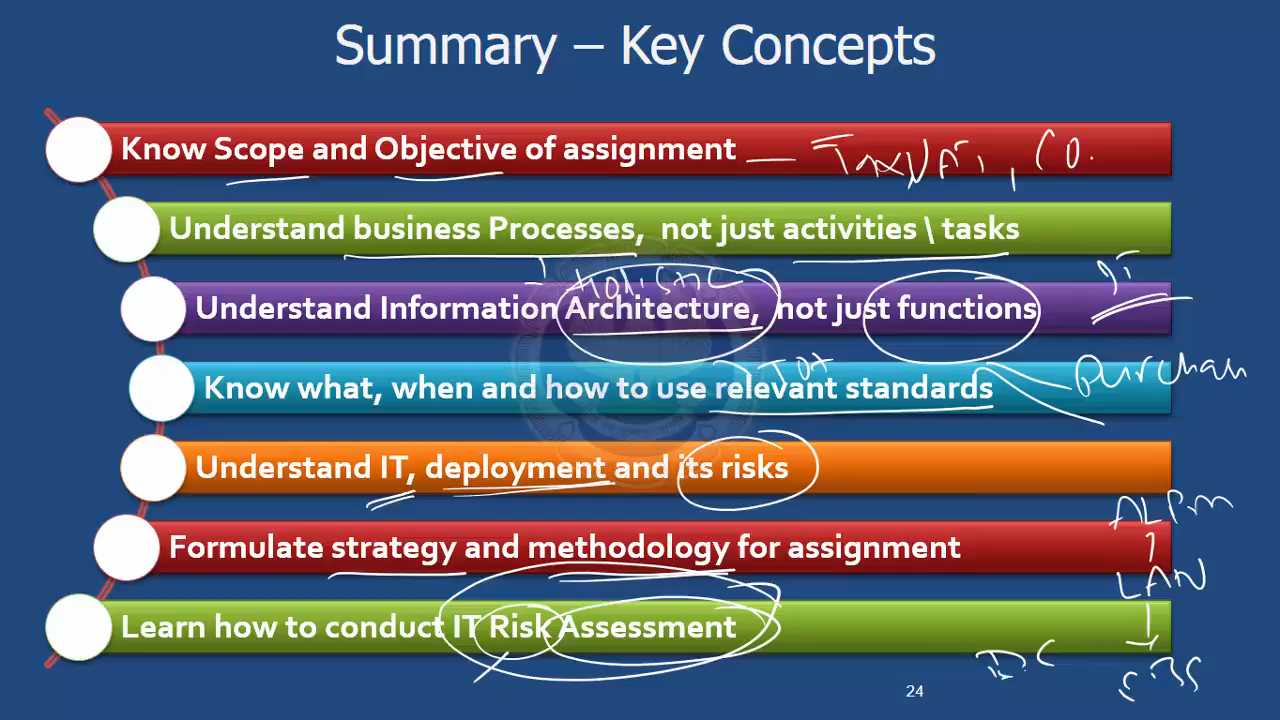 Summary – Key Concepts
Know Scope and Objective of assignment
Understand business Processes, not just activities \ tasks
Holistic
Understand Information Architecture, not just functions
Know what, when and how to use relevant standards
Understand IT, deployment and its risks
ALPM
Formulate strategy and methodology for assignment
LAN
Learn how to conduct IT Risk Assessment
24